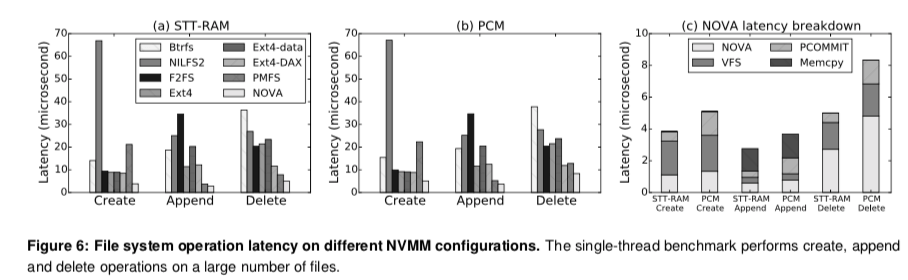 (a) STT-RAM
Latency (microsecond)
70
60
50
40
30
20
10
0
Btrfs
NILFS2
F2FS
Ext4
Ext4-data
Ext4-DAX
PMFS
NOVA
Create Append Delete
(b) PCM
Latency (microsecond)
70
60
50
40
30
20
10
0
Create Append Delete
(c) NOVA latency breakdown
Latency (microsecond)
10
8
6
4
2
0
NOVA
VFS
PCOMMIT
Memcpy
STT-RAM PCM STT-RAM PCM STT-RAM PCM
Create Create Append Append Delete Delete
Figure 6: File system operation latency on different NVMM configurations. The single-thread benchmark performs create, append
and delete operations on a large number of files.